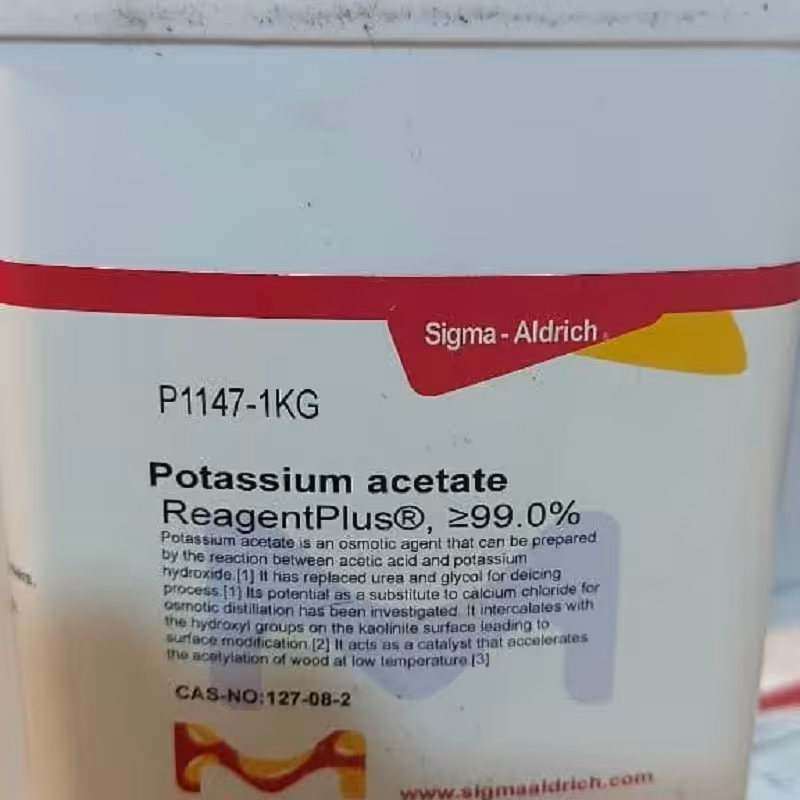 Sigma-Aldrich
P1147-1KG
Potassium acetate
ReagentPlus®, ≥99.0%
Potassium acetate is an osmotic agent that can be prepared
by the reaction between acetic acid and potassium
hydroxide.[1] It has replaced urea and glycol for deicing
process.[1] Its potential as a substitute to calcium chloride for
osmotic distillation has been investigated. It intercalates with
the hydroxyl groups on the kaolinite surface leading to
surface modification.[2] It acts as a catalyst that accelerates
the acetylation of wood at low temperature.[3]
CAS-NO:127-08-2
www.sigmaaldrich.com